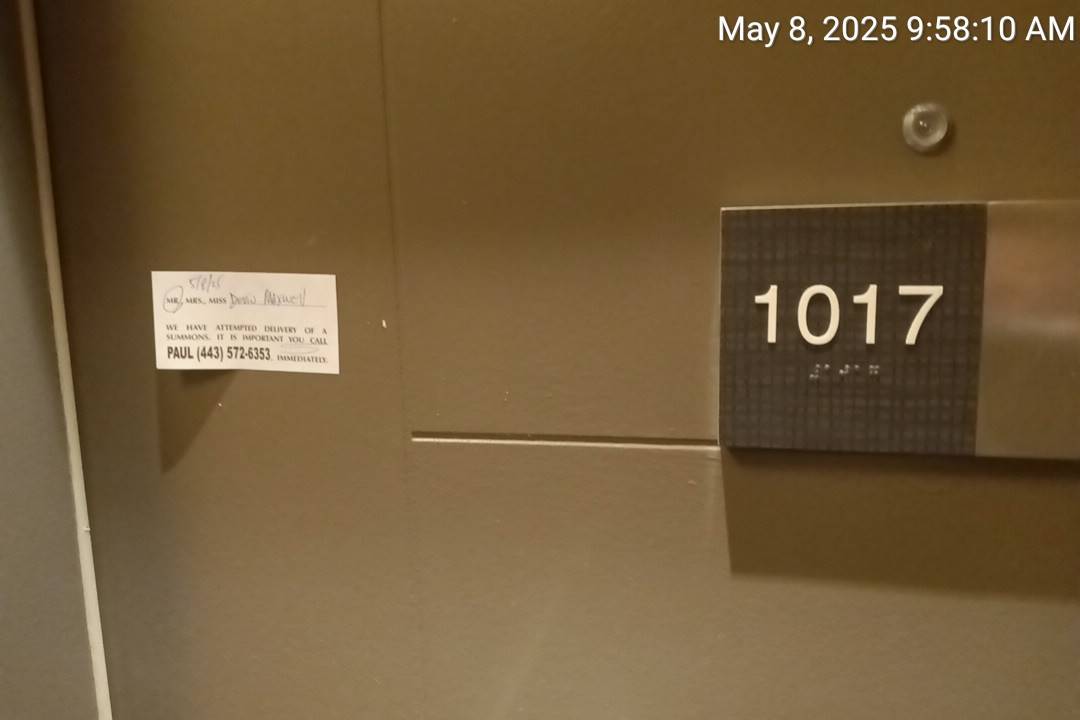 May 8, 2025 9:58:10 AM
5/8/25
MR. MRS., MISS
WE HAVE ATTEMPTED DELIVERY OF A
SUMMONS. IT IS IMPORTANT YOU CALL
PAUL (443) 572-6353. IMMEDIATELY.
1017